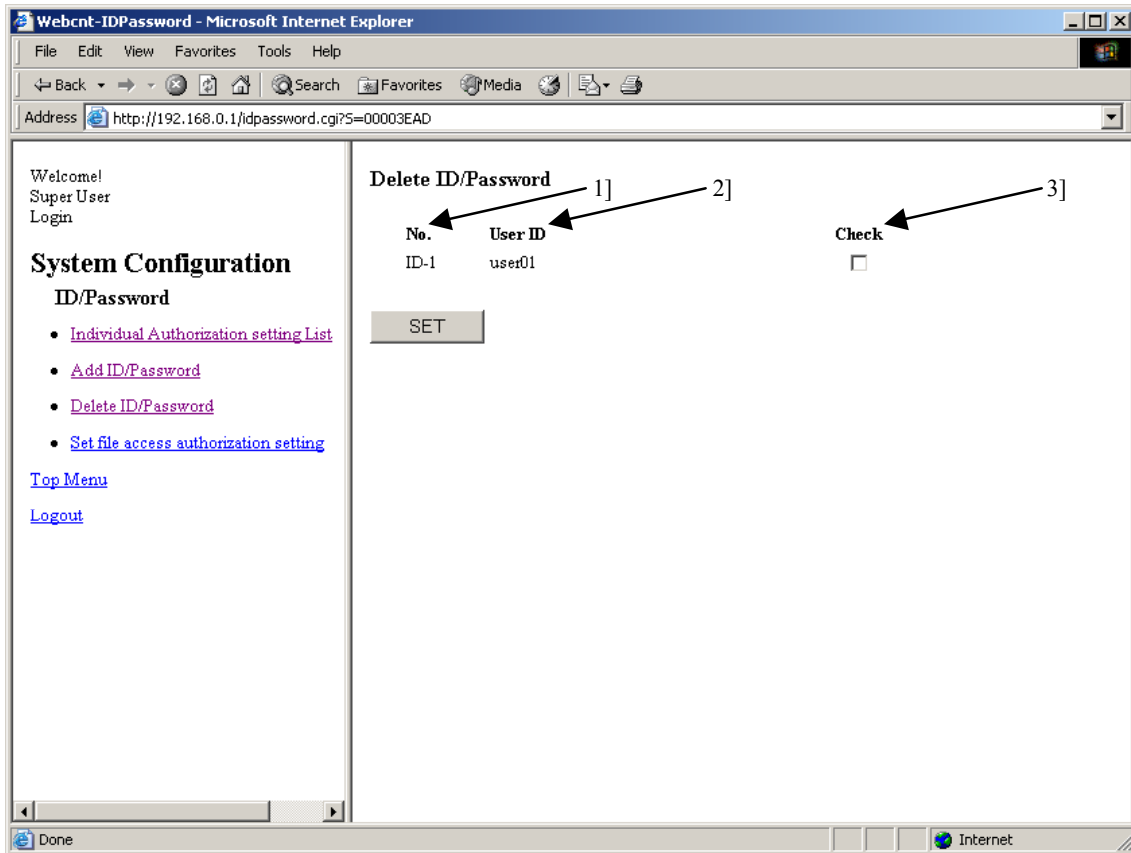 Webcnt-IDPassword - Microsoft Internet Explorer
File Edit View Favorites Tools Help
Back Search Favorites Media
Address http://192.168.0.1/idpassword.cgi?S=00003EAD
Welcome!
Super User
Login
System Configuration
ID/Password
Individual Authorization setting List
Add ID/Password
Delete ID/Password
Set file access authorization setting
Top Menu
Logout
Delete ID/Password
1] 2] 3]
No. User ID Check
ID-1 user01
SET
Done Internet